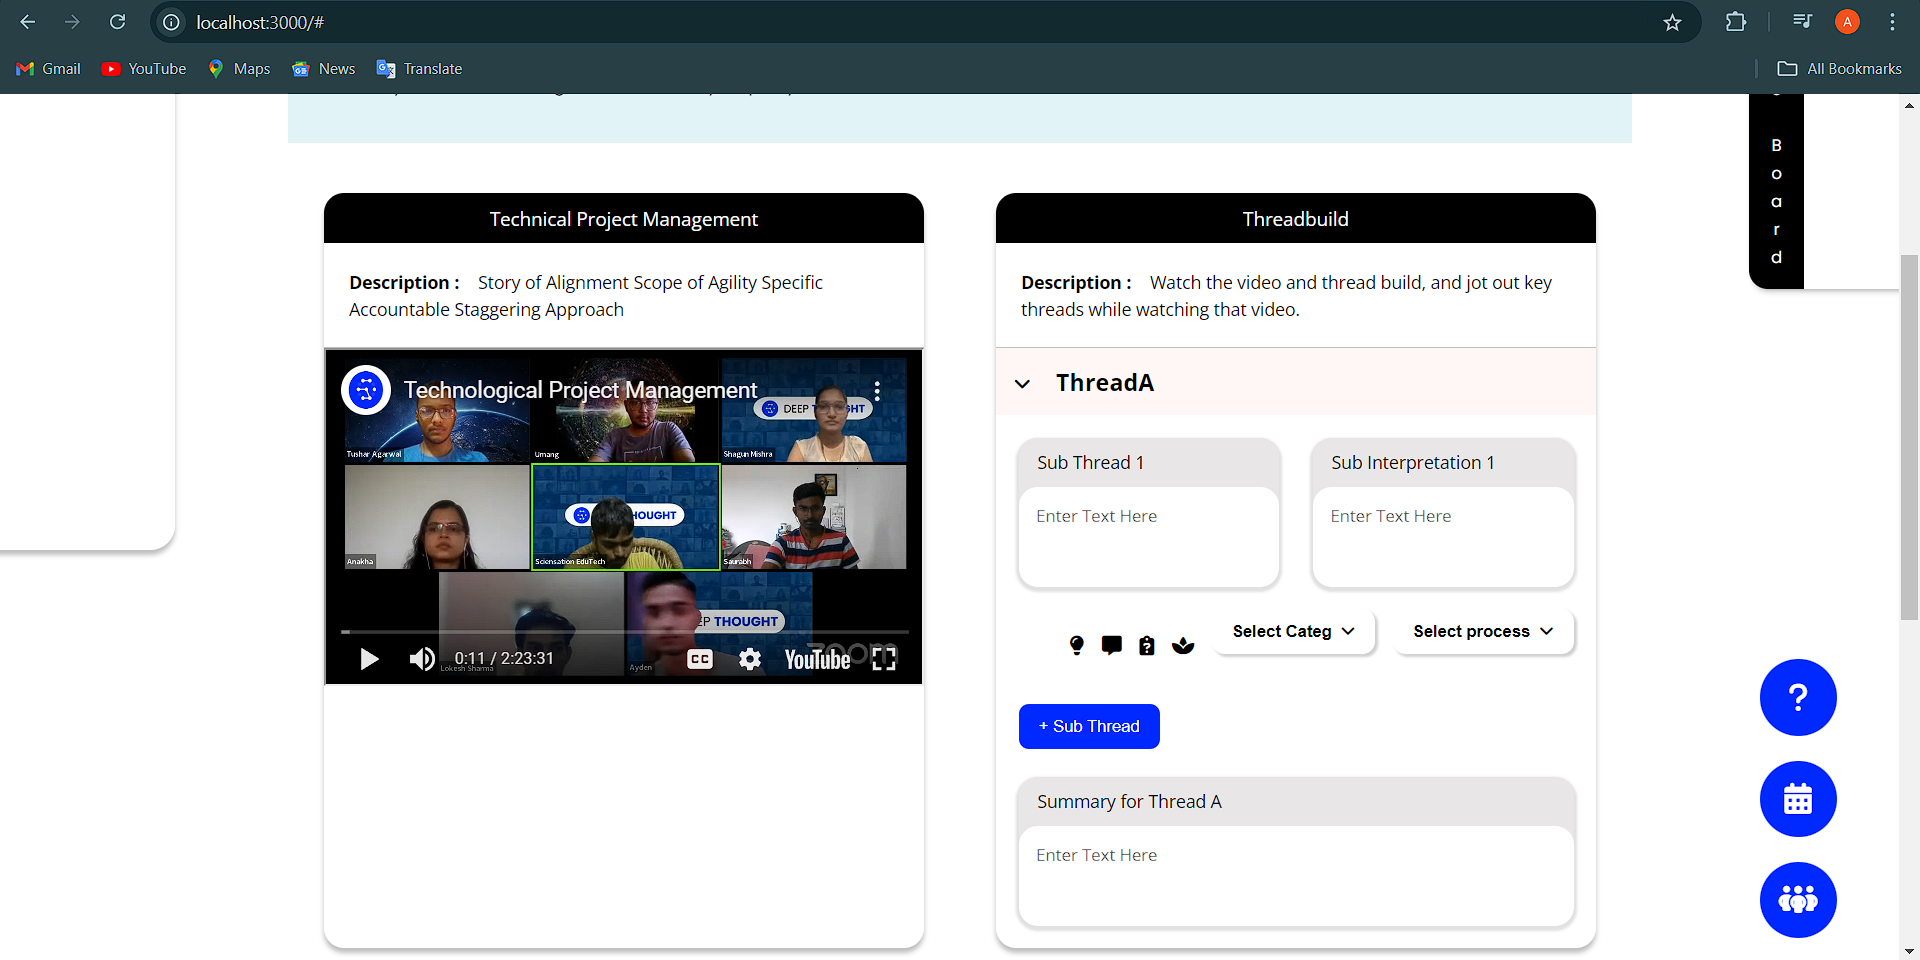 localhost:3000/#
A
Gmail
YouTube
Maps
News
Translate
All Bookmarks
B
o
a
r
d
Technical Project Management
Description : Story of Alignment Scope of Agility Specific
Accountable Staggering Approach
Technological Project Management
DEEP
HT
Tushar Agarwal
Umang
Shagun Mishra
HOUGHT
Anakha
Sciensation EduTech
Saurabh
EP THOUGHT
zoom
0:11 / 2:23:31
CC
YouTube
Lokesh Sharma
Ayden
Threadbuild
Description : Watch the video and thread build, and jot out key
threads while watching that video.
ThreadA
Sub Thread 1
Sub Interpretation 1
Enter Text Here
Enter Text Here
Select Categ
Select process
+ Sub Thread
Summary for Thread A
Enter Text Here
?